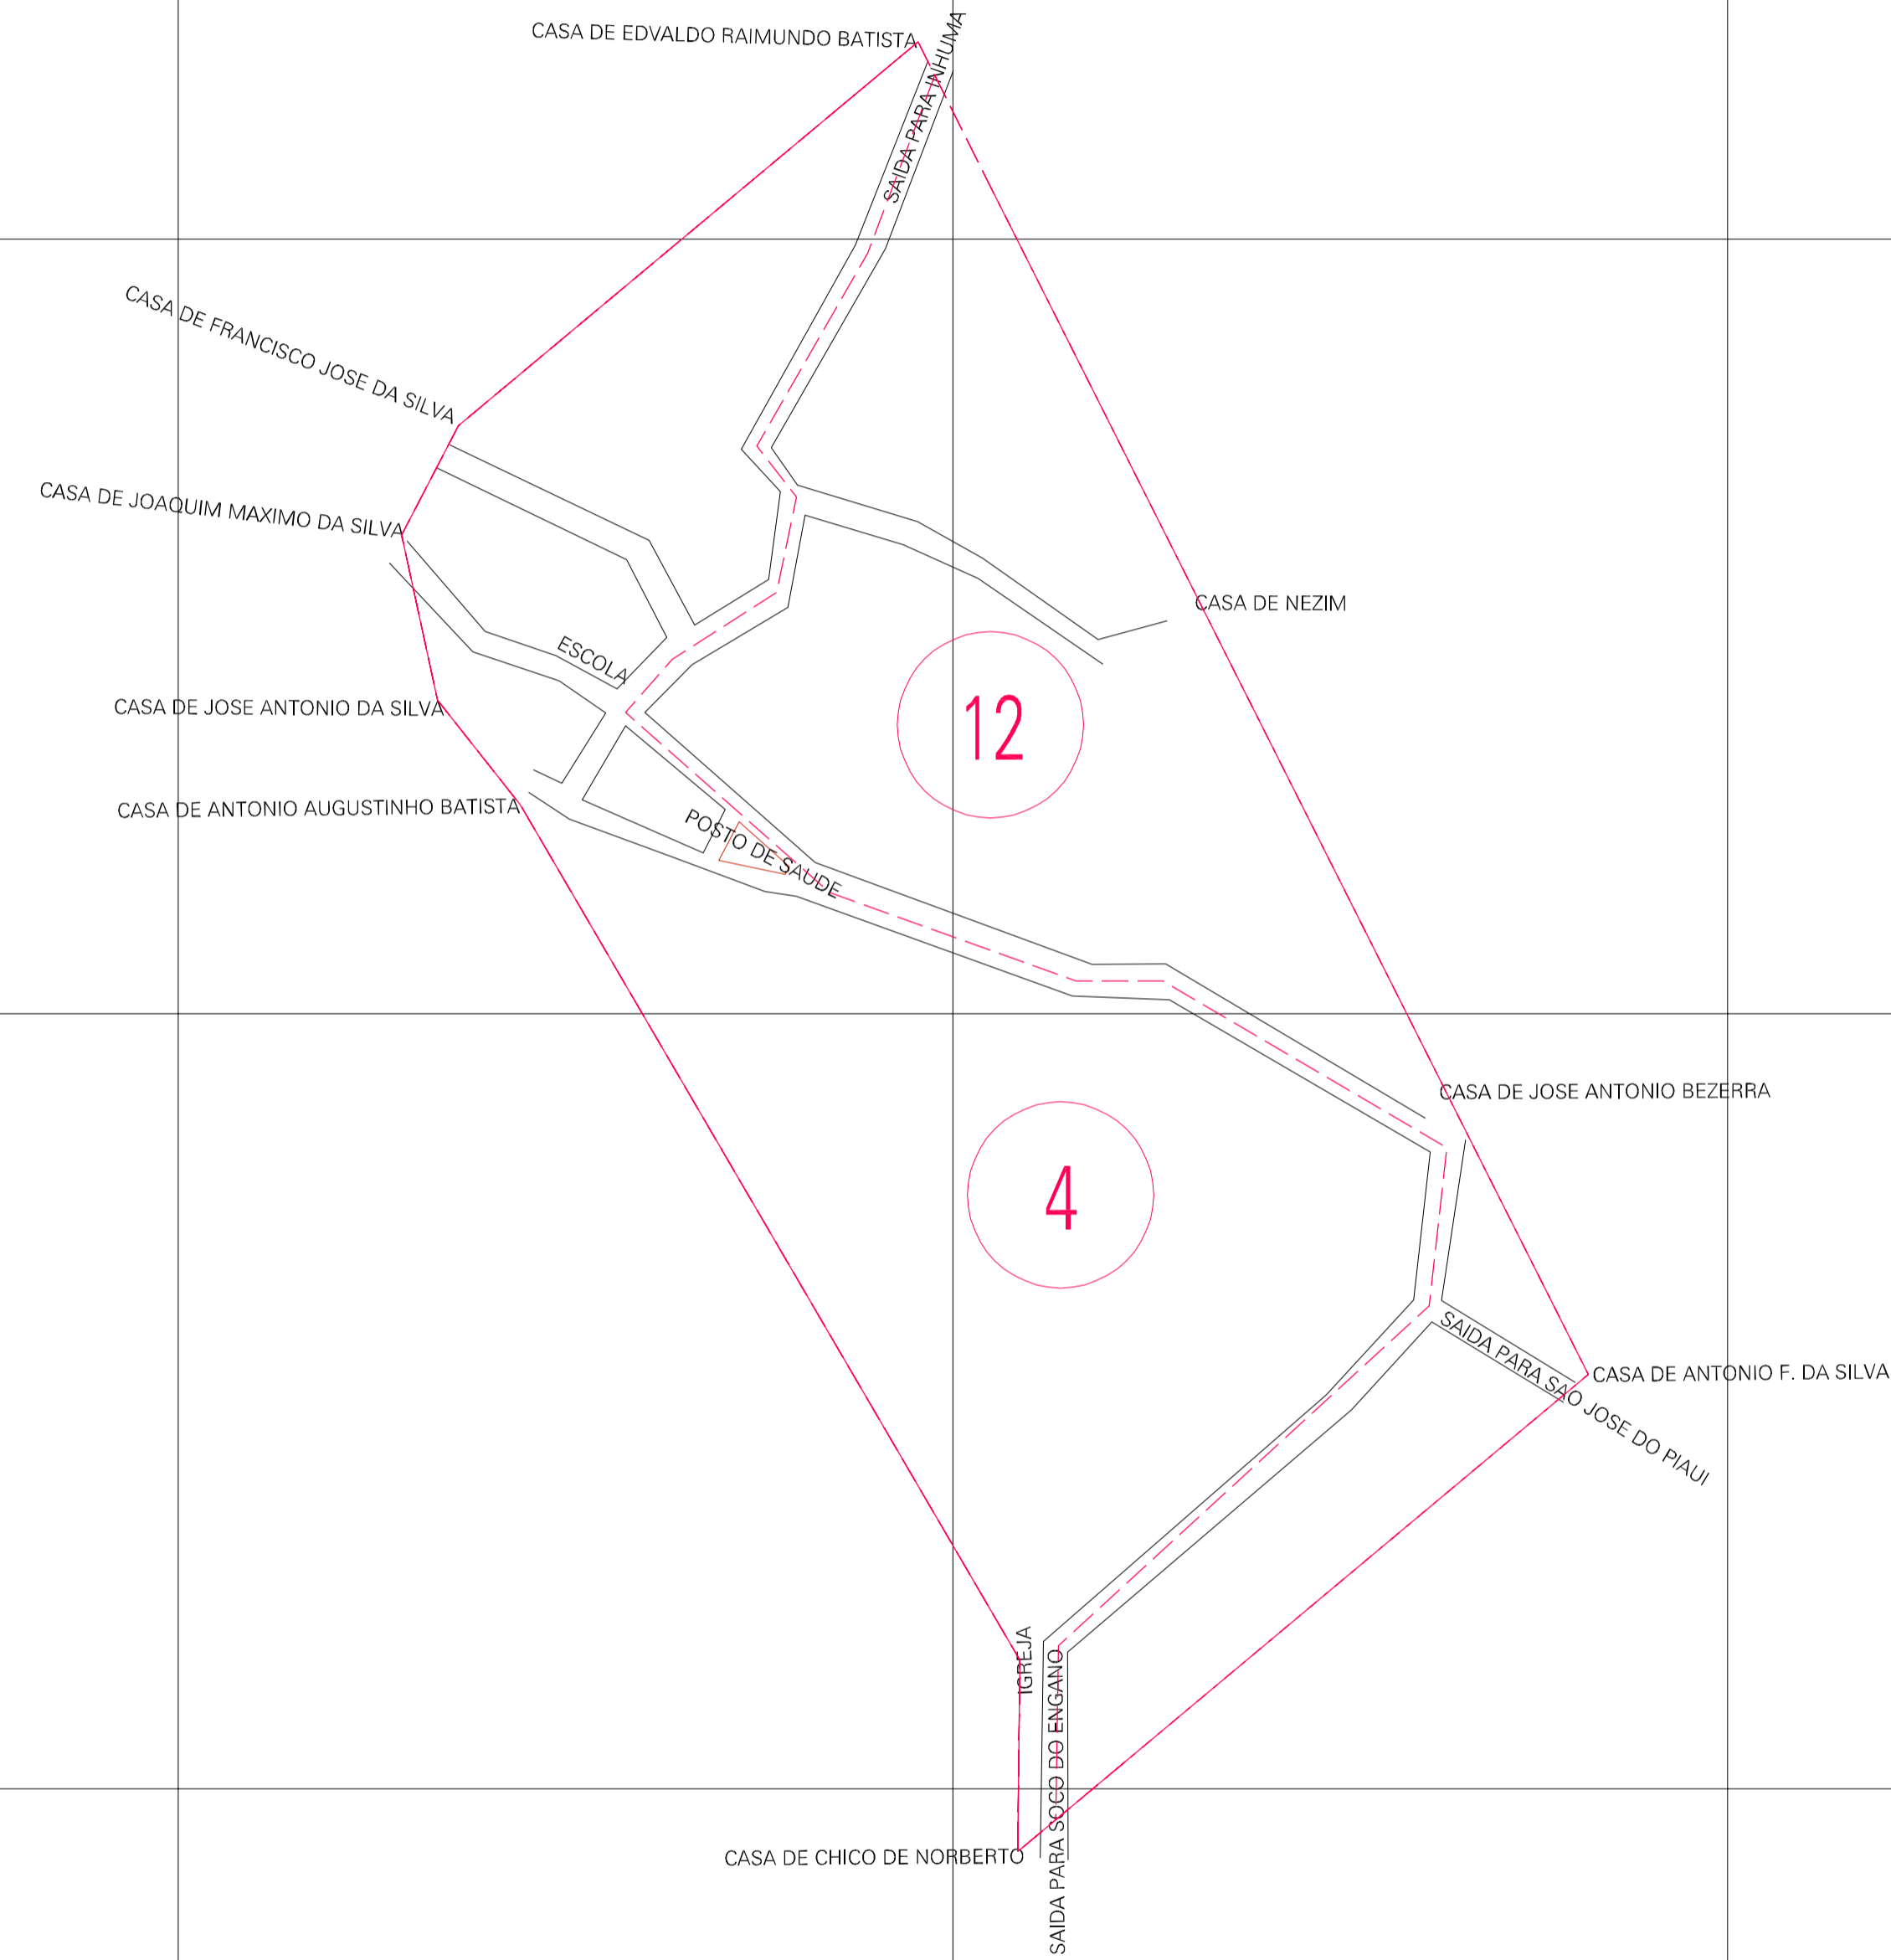 CASA DE EDVALDO RAIMUNDO BATISTA
SAIDA PARA INHUMA
CASA DE FRANCISCO JOSE DA SILVA
CASA DE JOAQUIM MAXIMO DA SILVA
CASA DE NEZIM
ESCOLA
CASA DE JOSE ANTONIO DA SILVA
12
CASA DE ANTONIO AUGUSTINHO BATISTA
POSTO DE SAUDE
CASA DE JOSE ANTONIO BEZERRA
4
SAIDA PARA SAO JOSE DO PIAUI
CASA DE ANTONIO F. DA SILVA
IGREJA
SAIDA PARA SOCO DO ENGANO
CASA DE CHICO DE NORBERTO